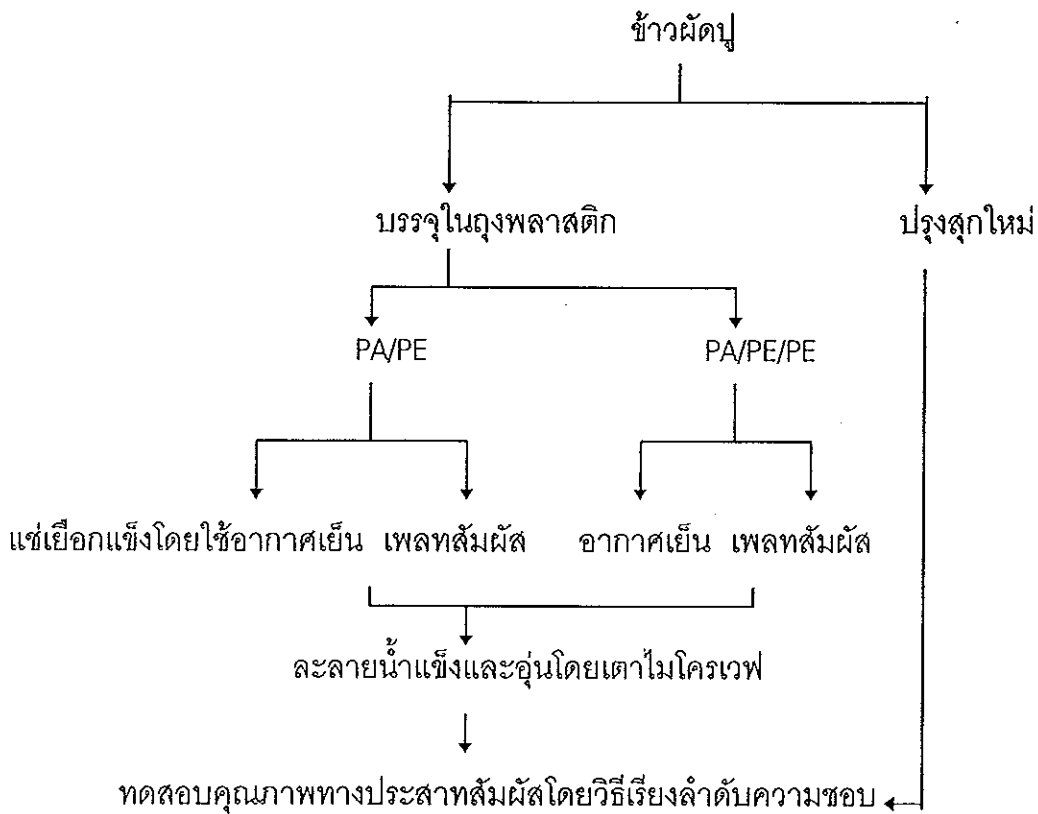 ข้าวผัดปู
บรรจุในถุงพลาสติก ปรุงสุกใหม่
PA/PE PA/PE/PE
แช่เยือกแข็งโดยใช้อากาศเย็น เพลทสัมผัส อากาศเย็น เพลทสัมผัส
ละลายน้ำแข็งและอุ่นโดยเตาไมโครเวฟ
ทดสอบคุณภาพทางประสาทสัมผัสโดยวิธีเรียงลำดับความชอบ